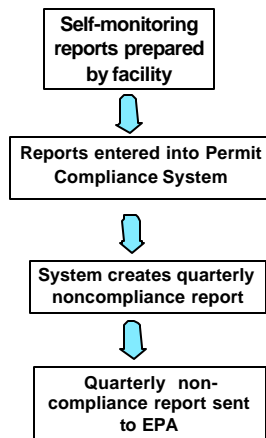 Self-monitoring
reports prepared
by facility
Reports entered into Permit
Compliance System
System creates quarterly
noncompliance report
Quarterly non-
compliance report sent
to EPA